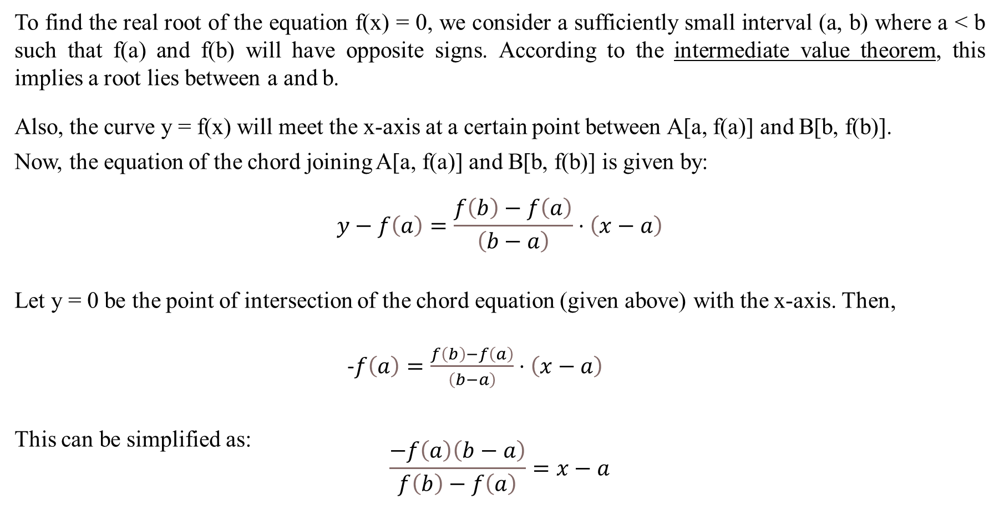 To find the real root of the equation f(x) = 0, we consider a sufficiently small interval (a, b) where a < b
such that f(a) and f(b) will have opposite signs. According to the intermediate value theorem, this
implies a root lies between a and b.
Also, the curve y = f(x) will meet the x-axis at a certain point between A[a, f(a)] and B[b, f(b)].
Now, the equation of the chord joining A[a, f(a)] and B[b, f(b)] is given by:
y − f(a) = \frac{f(b) − f(a)}{(b − a)} · (x − a)
Let y = 0 be the point of intersection of the chord equation (given above) with the x-axis. Then,
-f(a) = \frac{f(b)−f(a)}{(b−a)} · (x − a)
This can be simplified as:
\frac{−f(a)(b − a)}{f(b) − f(a)} = x − a